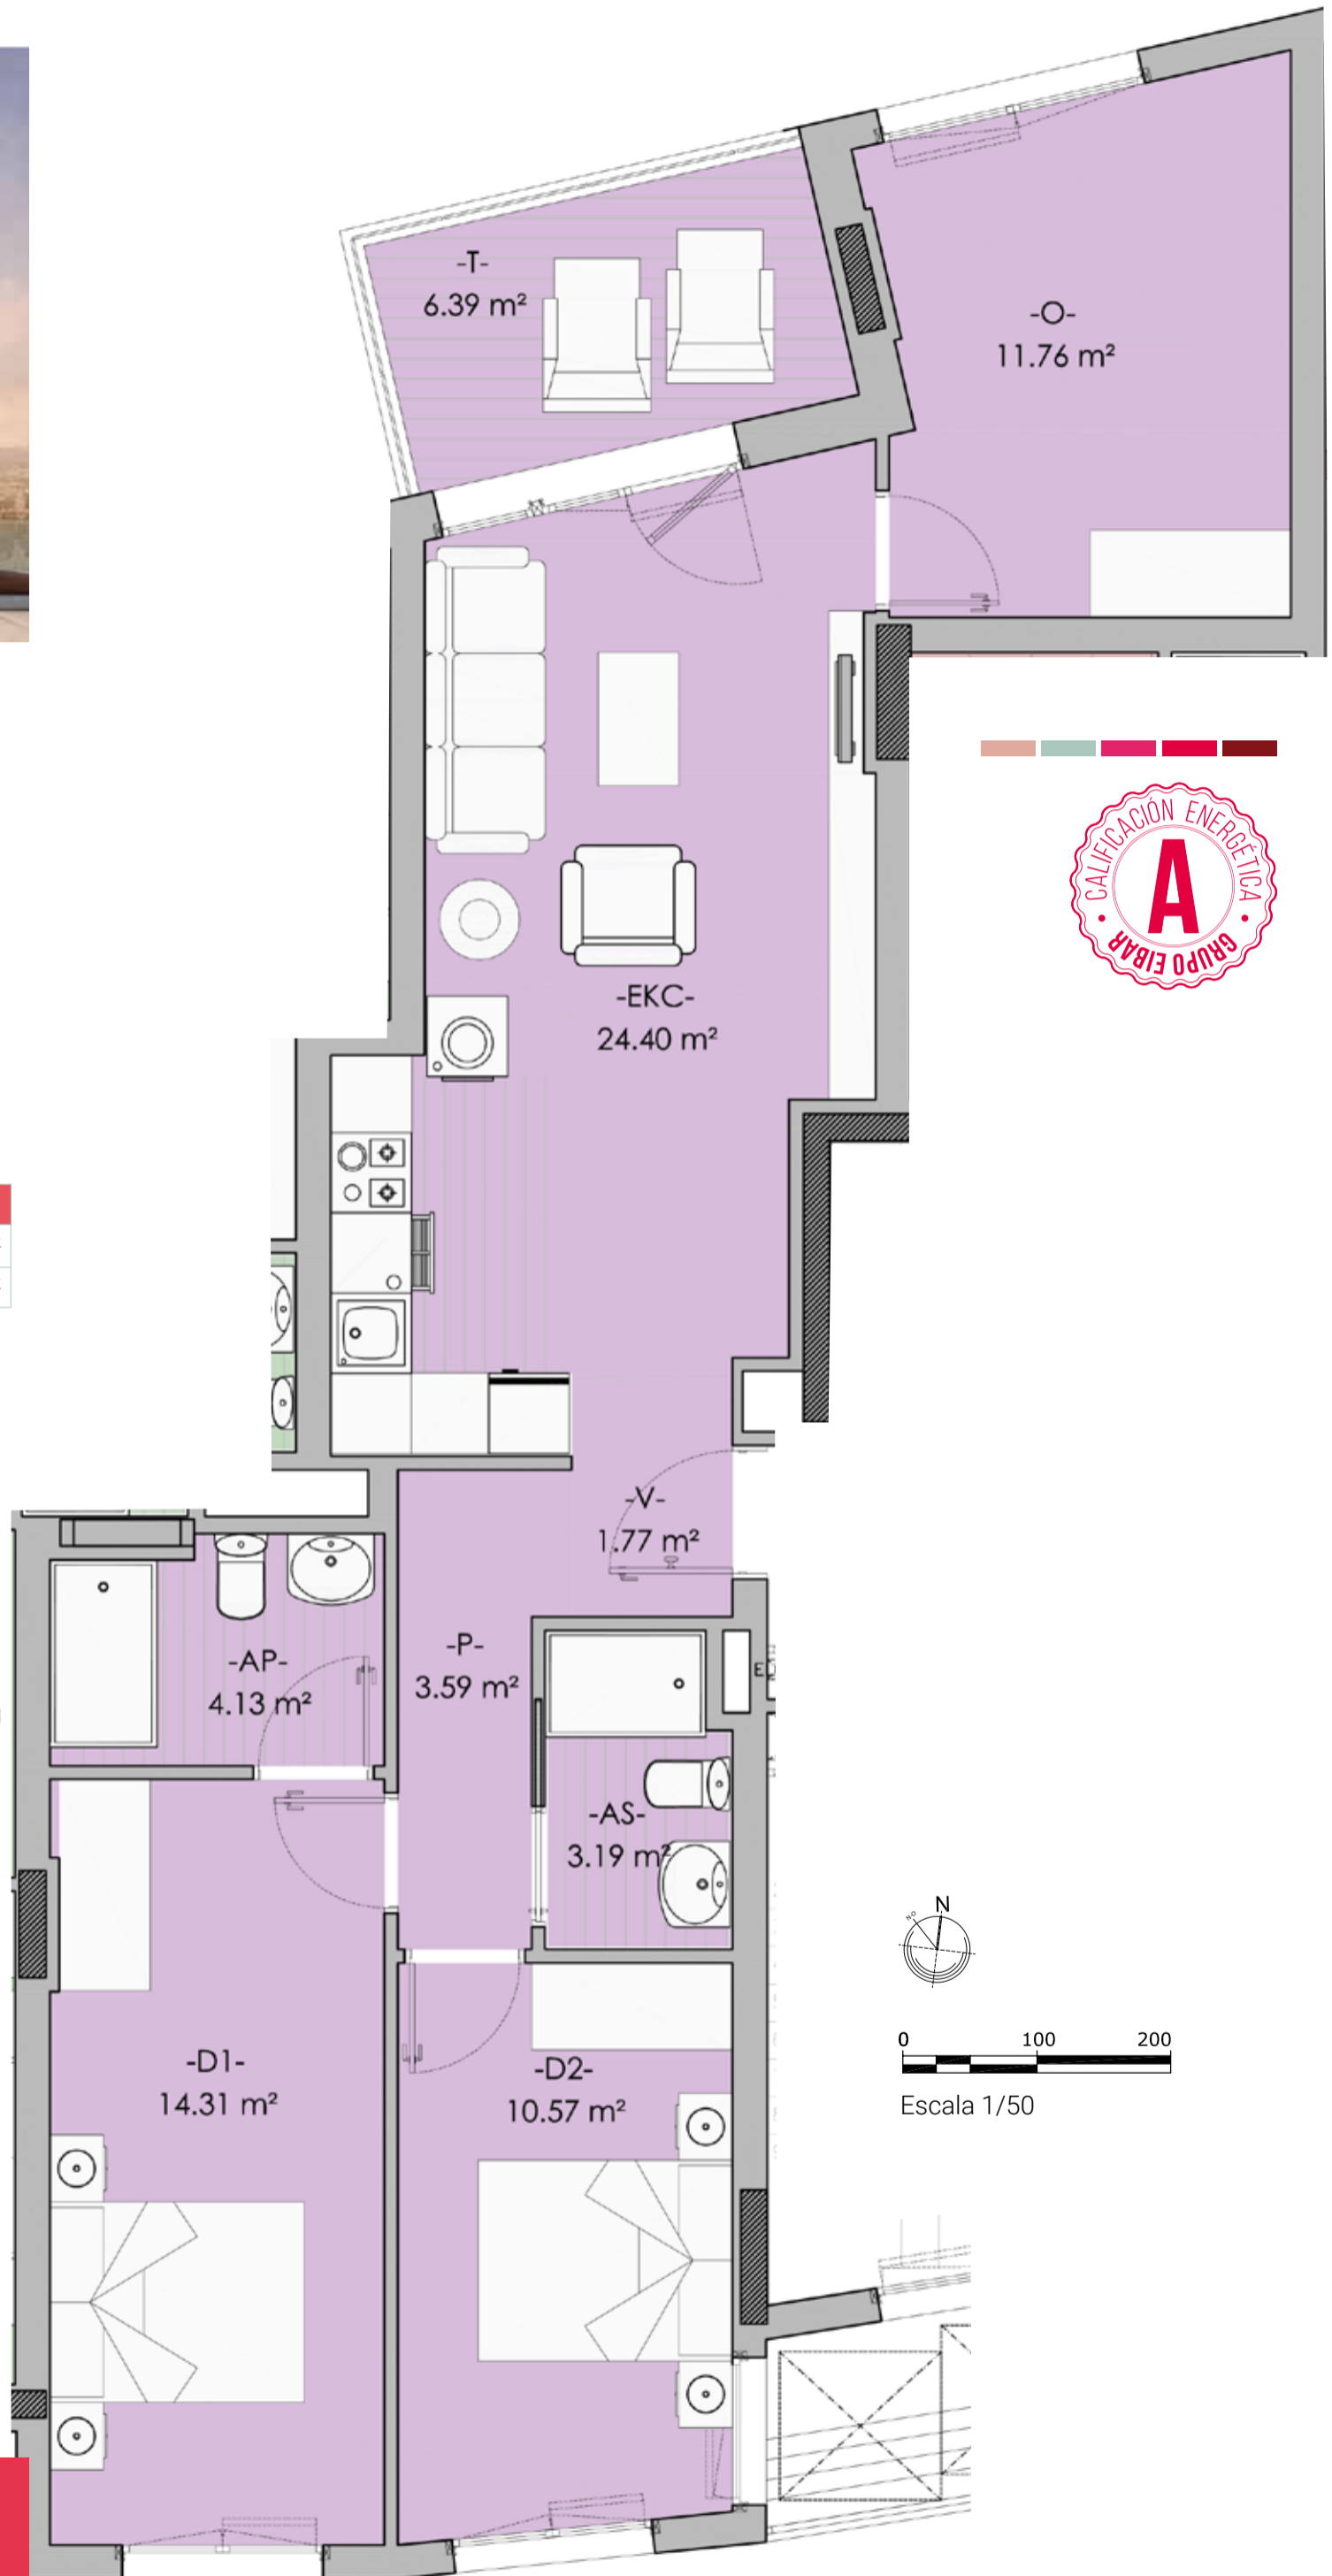 -T-
6.39 m²
-O-
11.76 m²
CALIFICACIÓN ENERGÉTICA
A
GRUPO EIBAR
-EKC-
24.40 m²
-V-
1.77 m²
-P-
3.59 m²
-AP-
4.13 m²
-AS-
3.19 m²
N
N-O
0 100 200
Escala 1/50
-D1-
14.31 m²
-D2-
10.57 m²